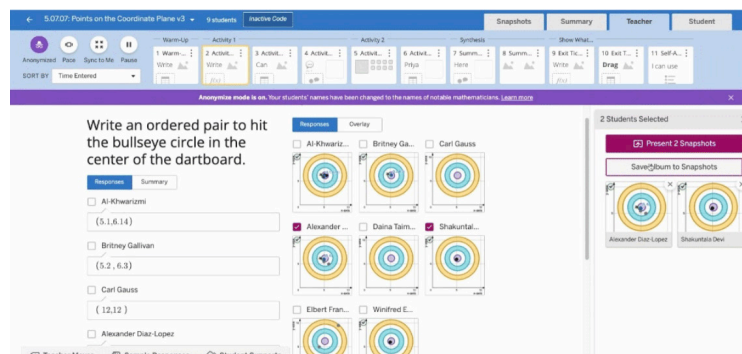 5.07.07: Points on the Coordinate Plane v3
9 students
Inactive Code
Snapshots
Summary
Teacher
Student
Anonymized
Pace
Sync to Me
Pause
SORT BY
Time Entered
Warm-Up
Activity 1
Activity 2
Synthesis
Show What...
1 Warm-...
Write
2 Activit...
Write
f(x)
3 Activit...
Can
4 Activit...
5 Activit...
6 Activit...
Priya
7 Summ...
Here
8 Summ...
9 Exit Tic...
Write
f(x)
10 Exit T...
Drag
11 Self-A...
I can use
Anonymize mode is on. Your students' names have been changed to the names of notable mathematicians. Learn more
Write an ordered pair to hit
the bullseye circle in the
center of the dartboard.
Responses
Summary
Al-Khwarizmi
(5.1,6.14)
Britney Gallivan
(5.2 , 6.3)
Carl Gauss
( 12,12 )
Alexander Diaz-Lopez
Responses
Overlay
Al-Khwariz...
Britney Ga...
Carl Gauss
Alexander ...
Daina Taim...
Shakuntal...
Elbert Fran...
Winifred E...
2 Students Selected
Present 2 Snapshots
Save Album to Snapshots
Alexander Diaz-Lopez
Shakuntala Devi